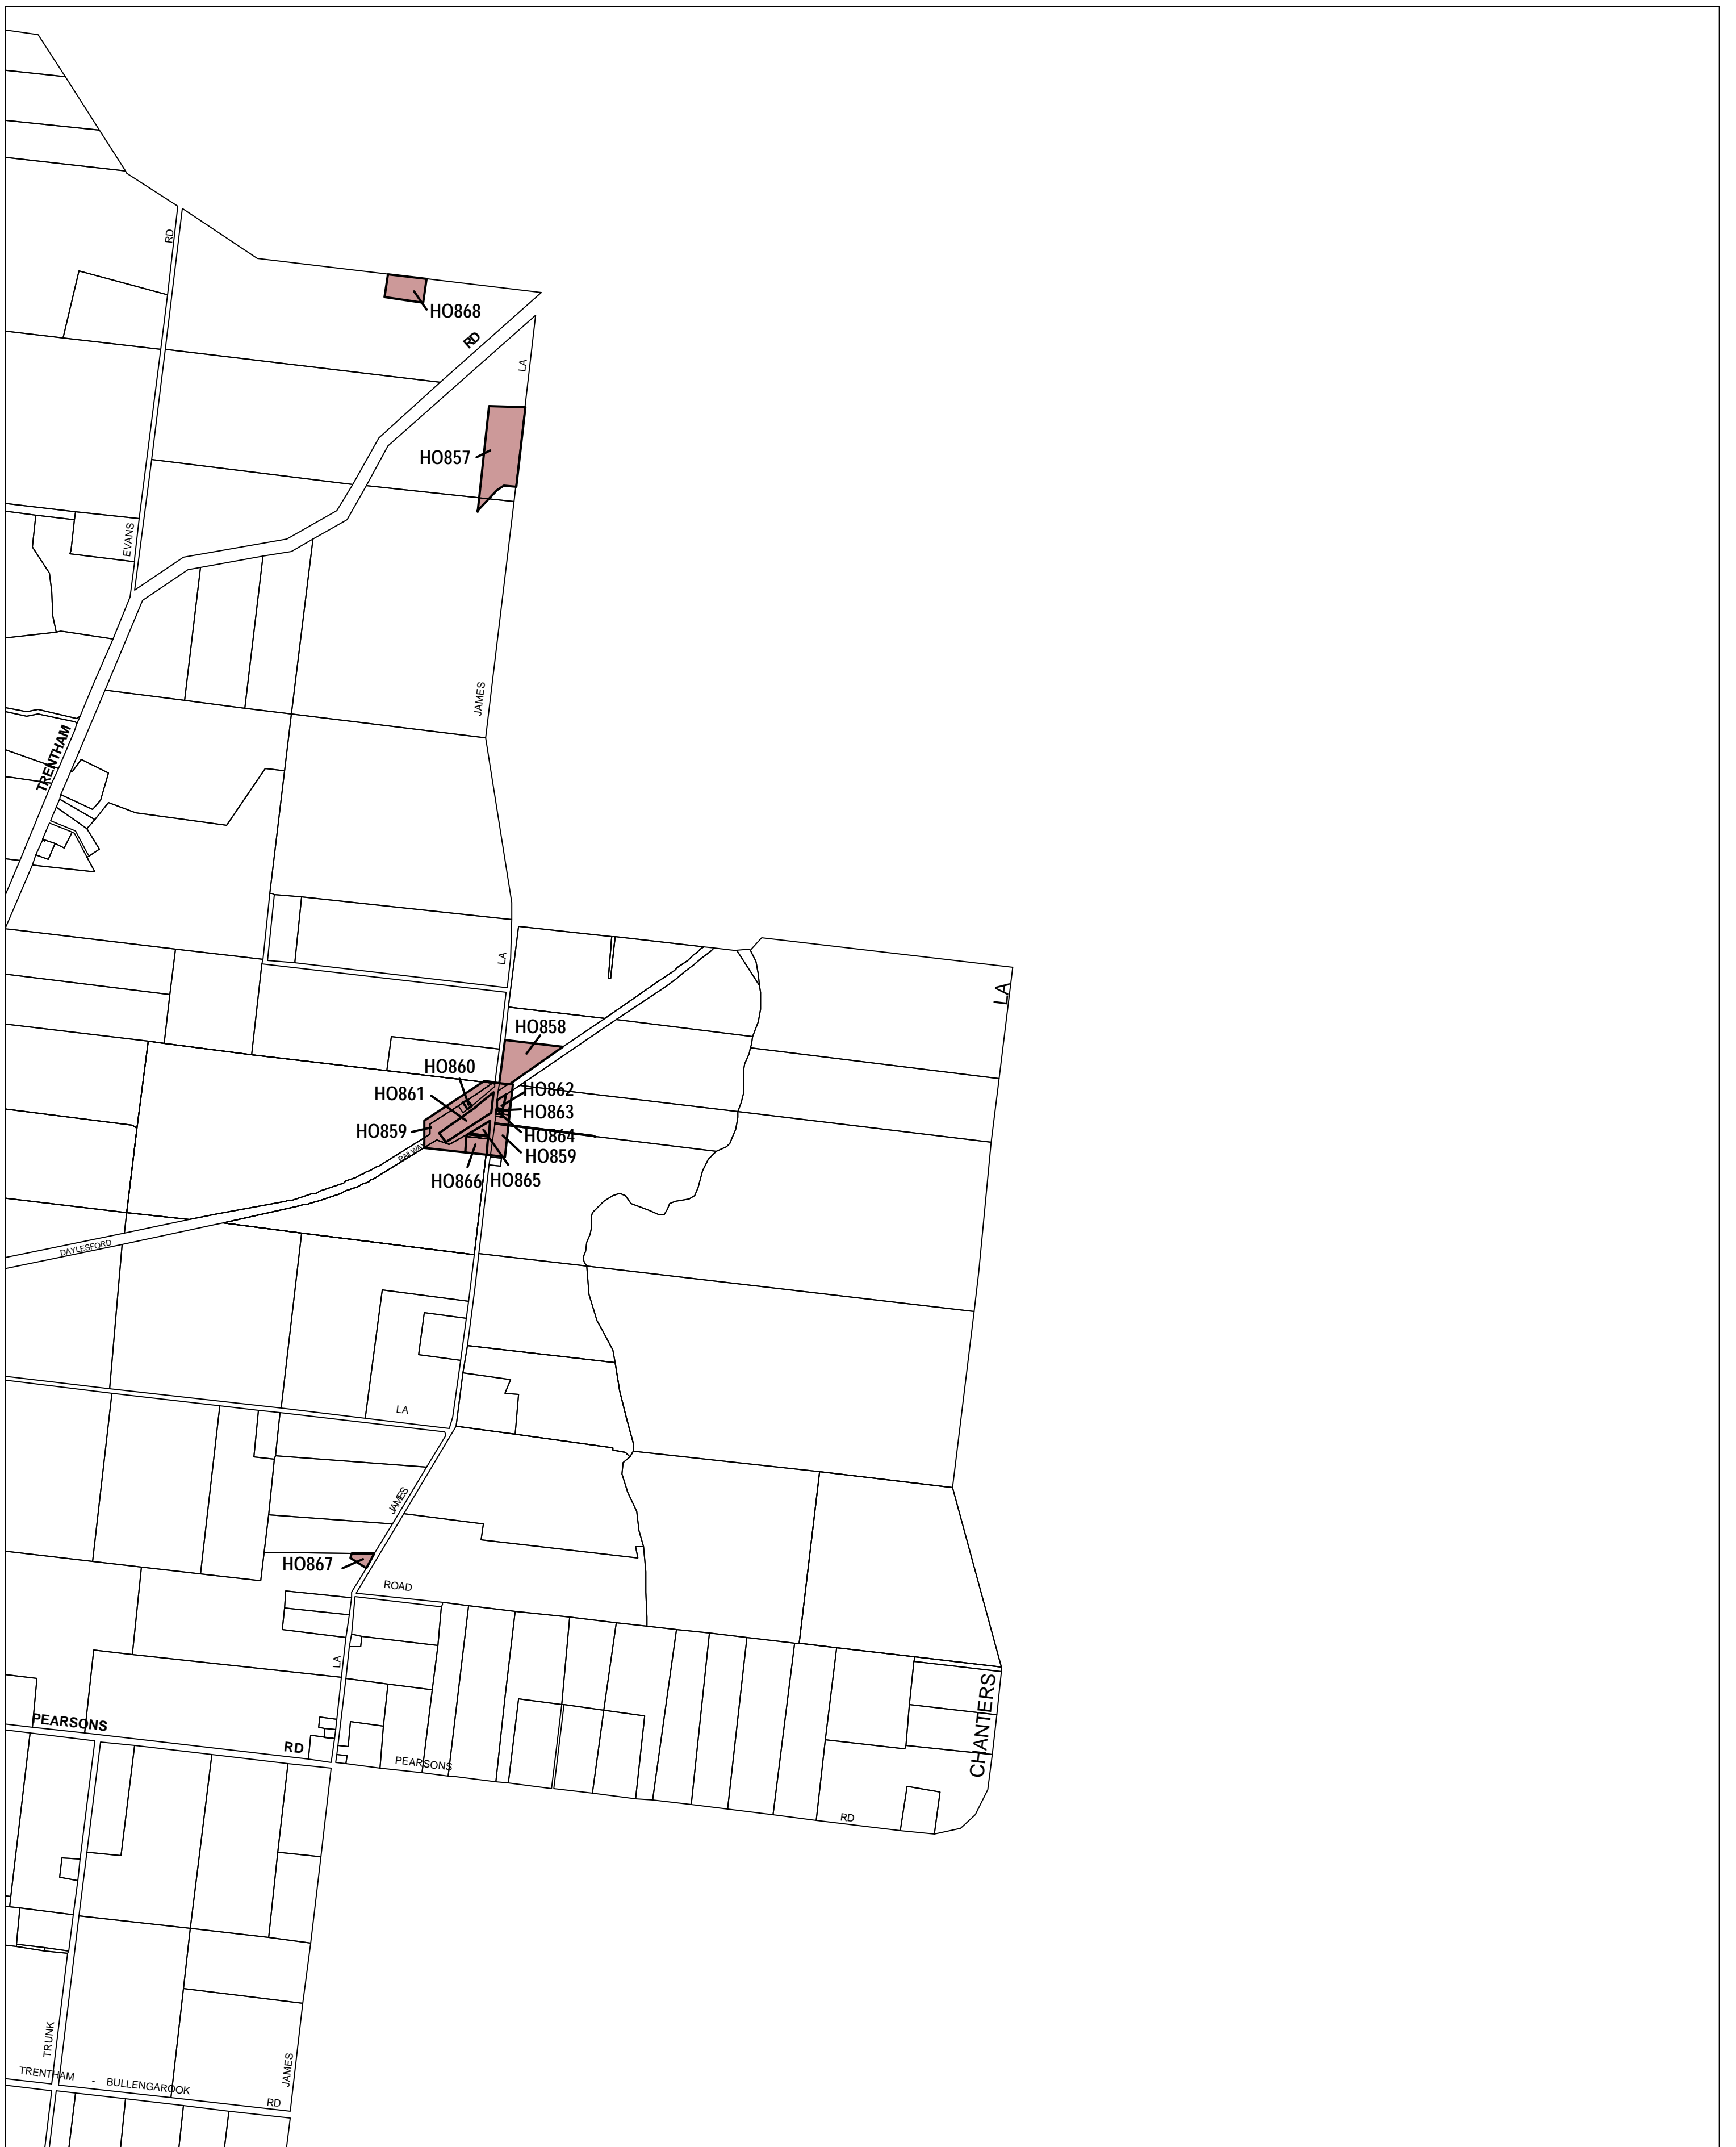 RD
HO868
RD
LA
HO857
EVANS
JAMES
TRENTHAM
LA
LA
HO858
HO860
HO862
HO861
HO863
HO859
HO864
RAILWAY
HO859
HO866
HO865
DAYLESFORD
LA
JAMES
HO867
ROAD
LA
CHANTERS
PEARSONS
RD
PEARSONS
RD
TRUNK
JAMES
TRENTHAM - BULLENGAROOK
RD